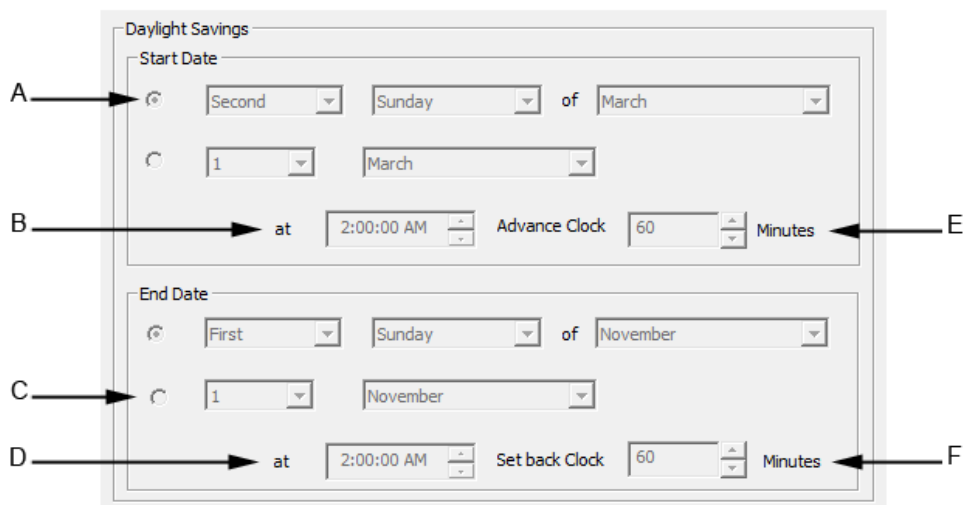 Daylight Savings
Start Date
A Second Sunday of March
1 March
B at 2:00:00 AM Advance Clock 60 Minutes E
End Date
First Sunday of November
C 1 November
D at 2:00:00 AM Set back Clock 60 Minutes F